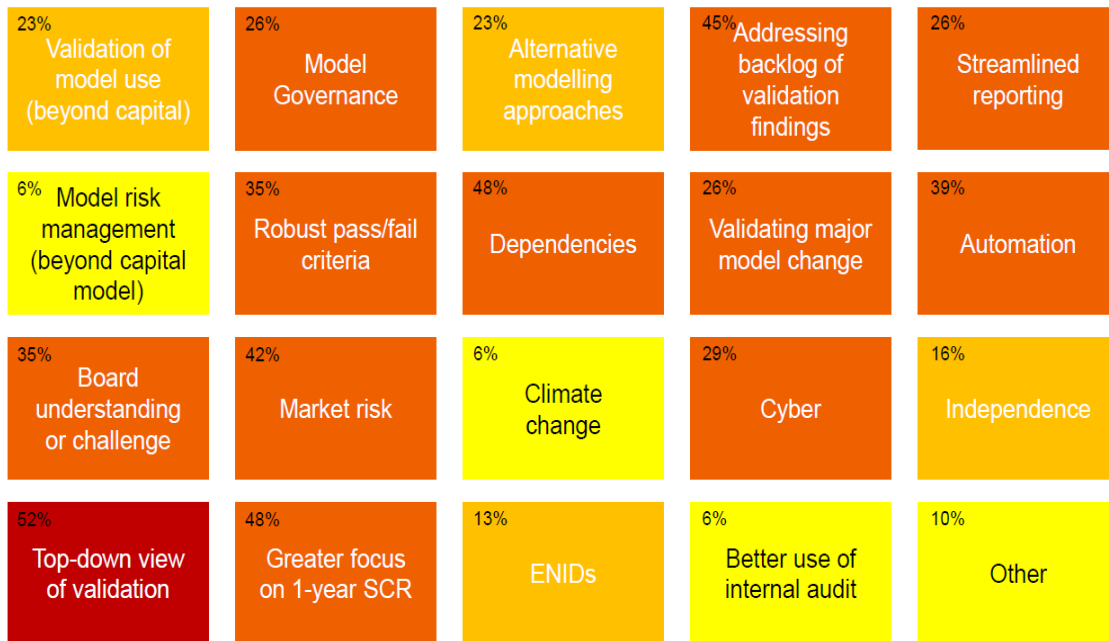 23%
Validation of
model use
(beyond capital)
26%
Model
Governance
23%
Alternative
modelling
approaches
45%
Addressing
backlog of
validation
findings
26%
Streamlined
reporting
6%
Model risk
management
(beyond capital
model)
35%
Robust pass/fail
criteria
48%
Dependencies
26%
Validating major
model change
39%
Automation
35%
Board
understanding
or challenge
42%
Market risk
6%
Climate
change
29%
Cyber
16%
Independence
52%
Top-down view
of validation
48%
Greater focus
on 1-year SCR
13%
ENIDs
6%
Better use of
internal audit
10%
Other